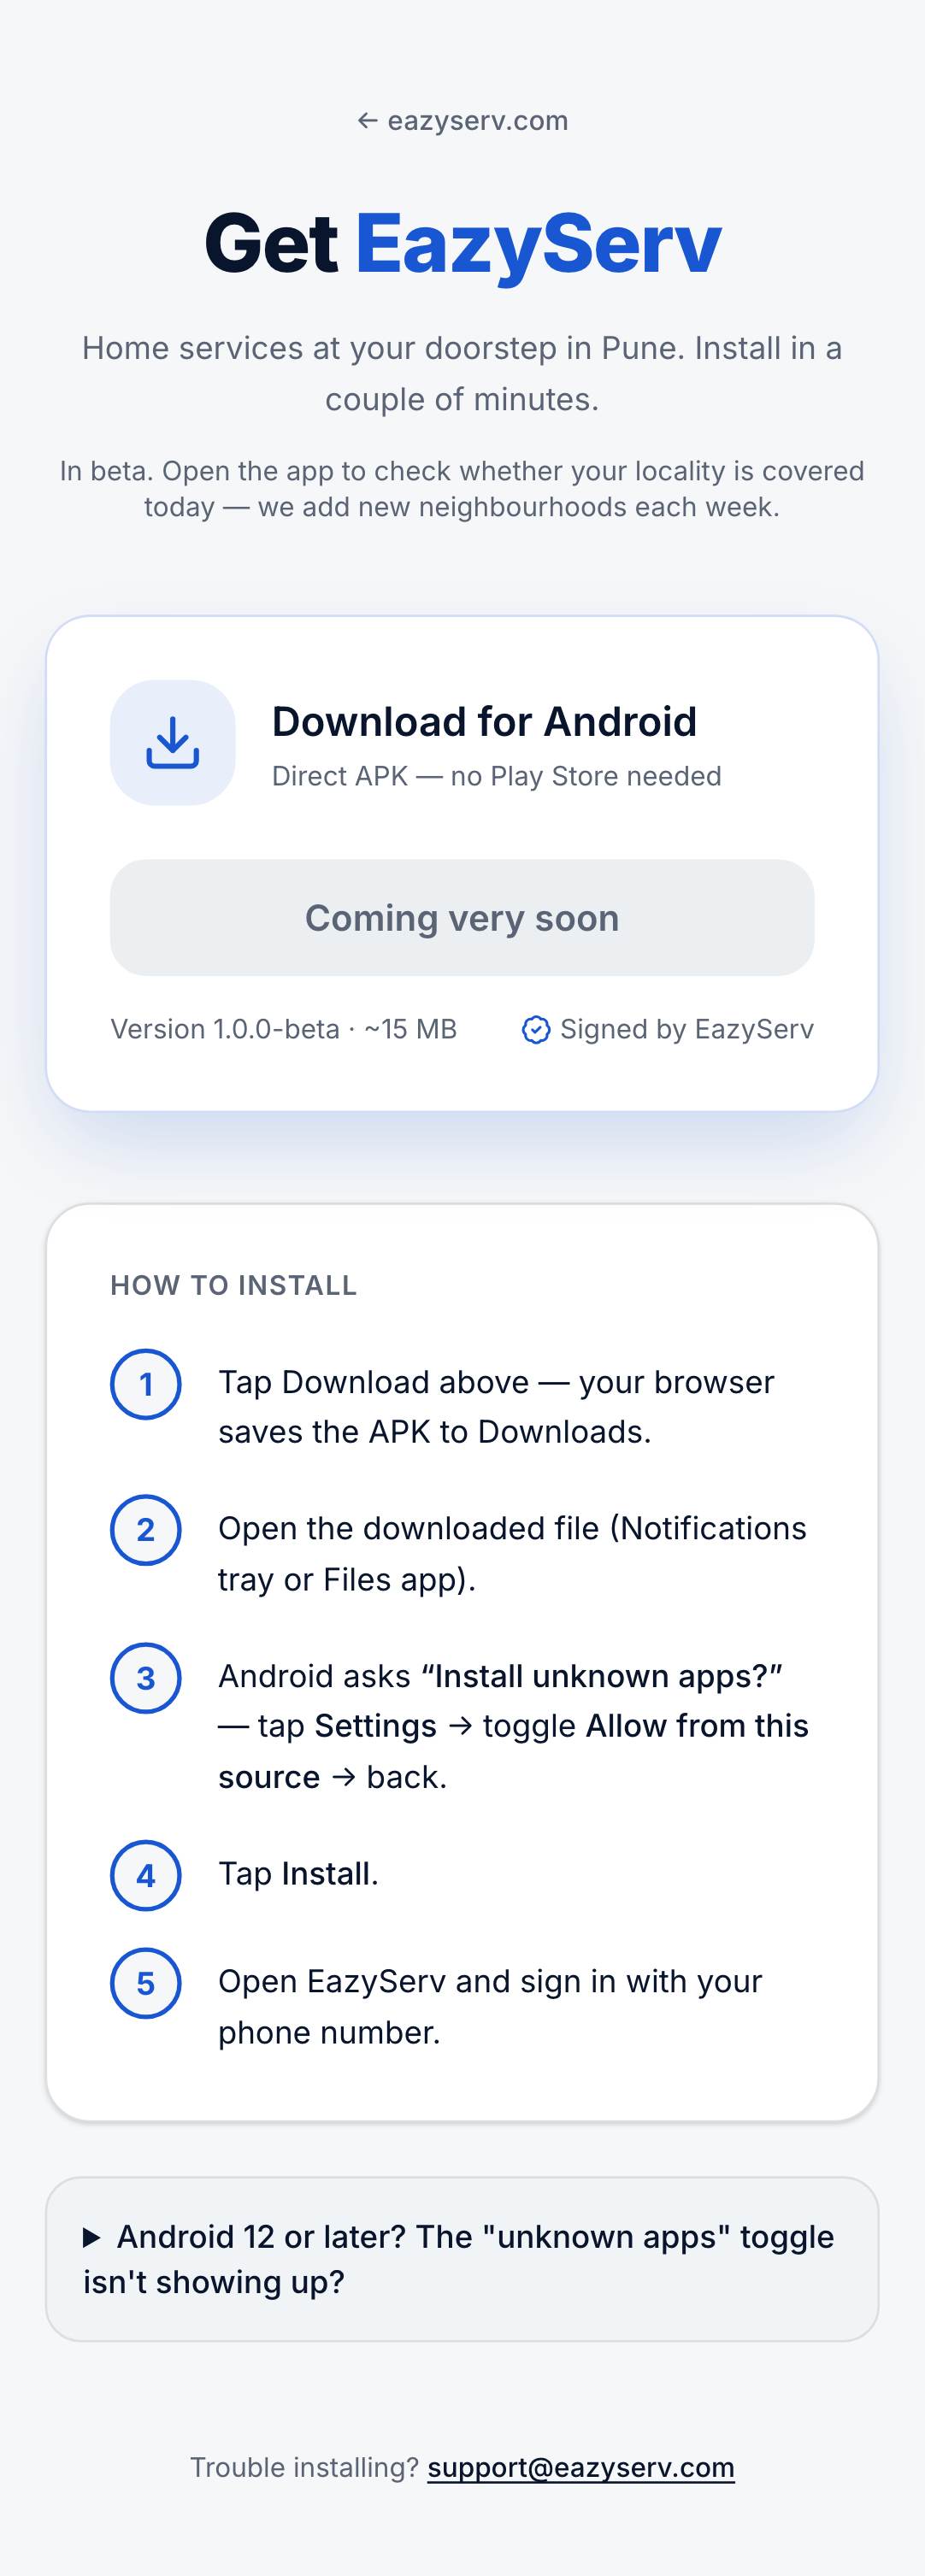 ← eazyserv.com
Get EazyServ
Home services at your doorstep in Pune. Install in a
couple of minutes.
In beta. Open the app to check whether your locality is covered
today — we add new neighbourhoods each week.
Download for Android
Direct APK — no Play Store needed
Coming very soon
Version 1.0.0-beta · ~15 MB
Signed by EazyServ
HOW TO INSTALL
1 Tap Download above — your browser
saves the APK to Downloads.
2 Open the downloaded file (Notifications
tray or Files app).
3 Android asks “Install unknown apps?”
— tap Settings → toggle Allow from this
source → back.
4 Tap Install.
5 Open EazyServ and sign in with your
phone number.
▶ Android 12 or later? The "unknown apps" toggle
isn't showing up?
Trouble installing? support@eazyserv.com